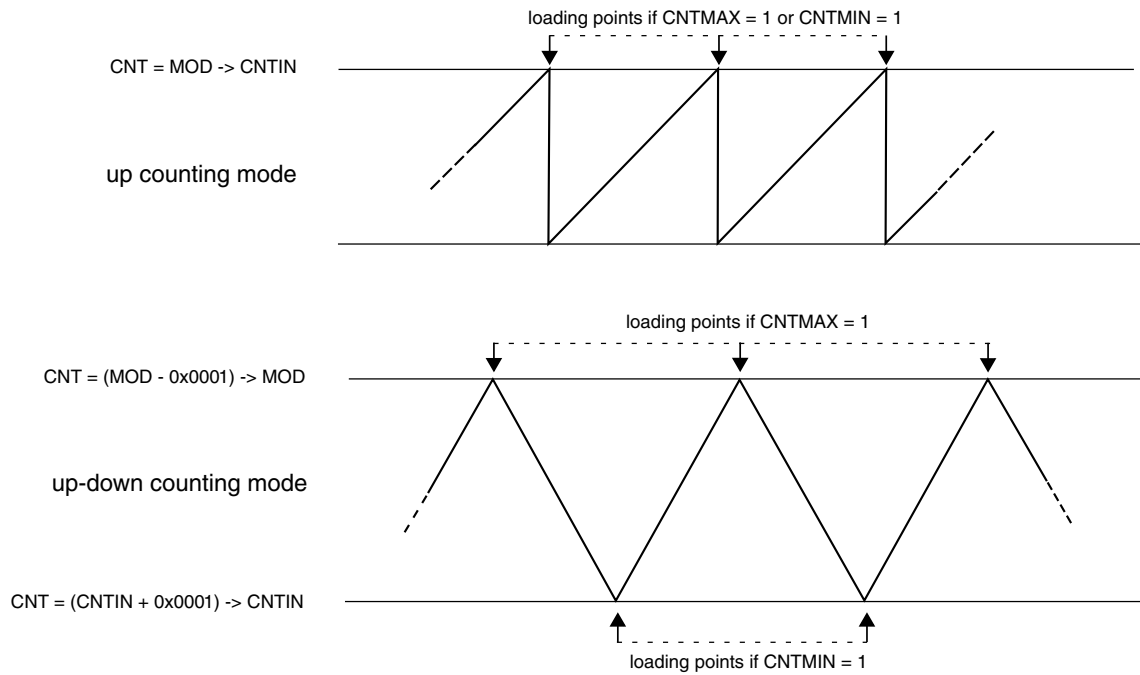 loading points if CNTMAX = 1 or CNTMIN = 1
CNT = MOD -> CNTIN
up counting mode
loading points if CNTMAX = 1
CNT = (MOD - 0x0001) -> MOD
up-down counting mode
CNT = (CNTIN + 0x0001) -> CNTIN
loading points if CNTMIN = 1